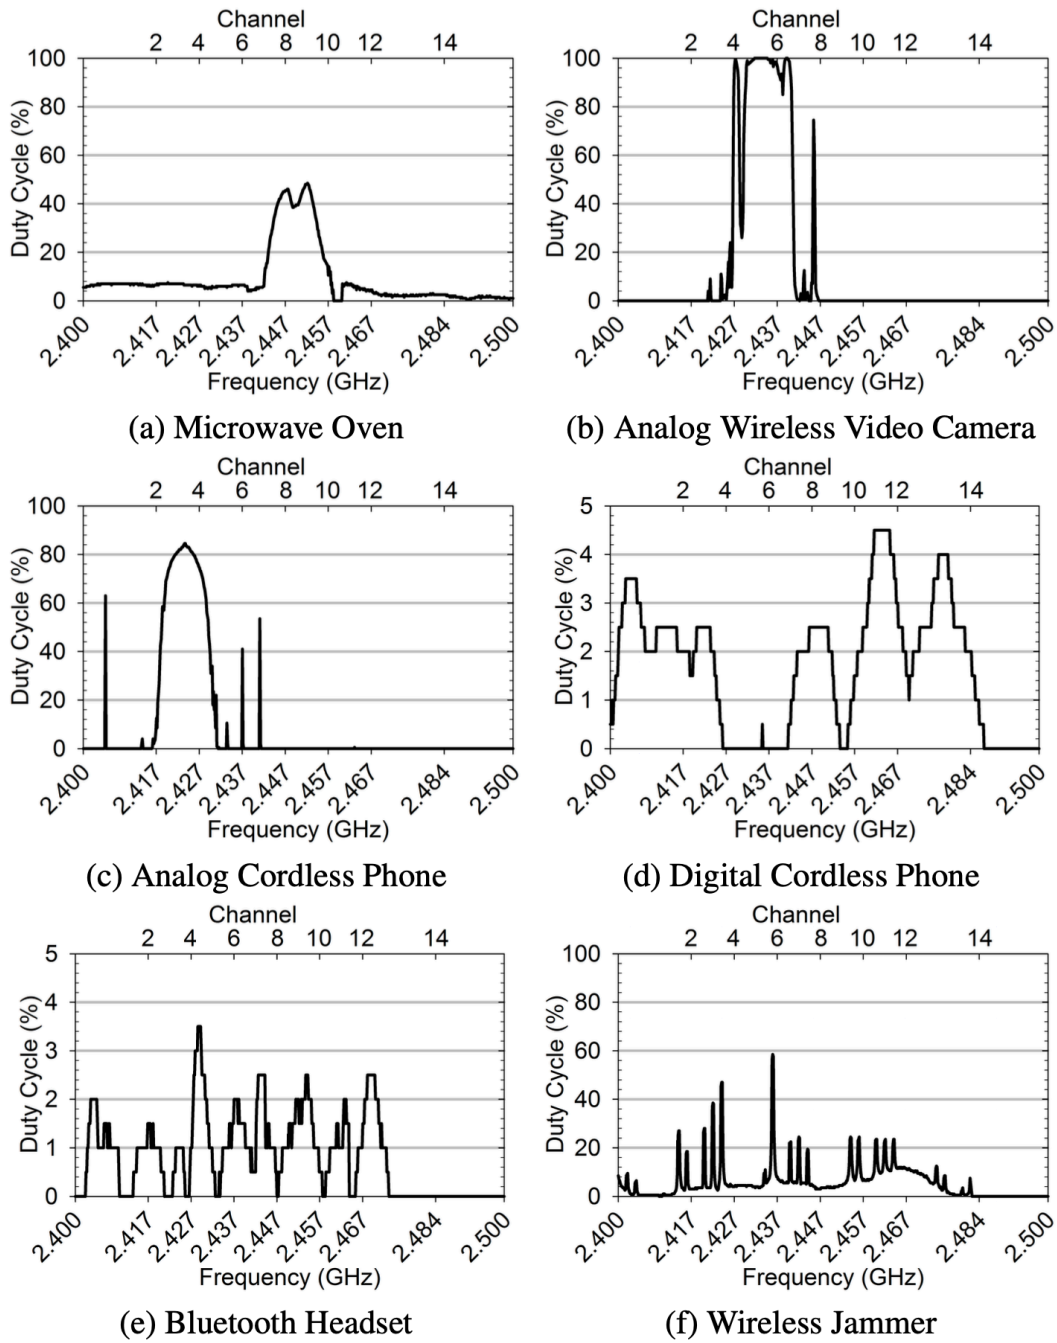 Channel
2 4 6 8 10 12 14
100
80
60
40
20
0
Duty Cycle (%)
2.400 2.417 2.427 2.437 2.447 2.457 2.467 2.484 2.500
Frequency (GHz)
(a) Microwave Oven
Channel
2 4 6 8 10 12 14
100
80
60
40
20
0
Duty Cycle (%)
2.400 2.417 2.427 2.437 2.447 2.457 2.467 2.484 2.500
Frequency (GHz)
(b) Analog Wireless Video Camera
Channel
2 4 6 8 10 12 14
100
80
60
40
20
0
Duty Cycle (%)
2.400 2.417 2.427 2.437 2.447 2.457 2.467 2.484 2.500
Frequency (GHz)
(c) Analog Cordless Phone
Channel
2 4 6 8 10 12 14
5
4
3
2
1
0
Duty Cycle (%)
2.400 2.417 2.427 2.437 2.447 2.457 2.467 2.484 2.500
Frequency (GHz)
(d) Digital Cordless Phone
Channel
2 4 6 8 10 12 14
5
4
3
2
1
0
Duty Cycle (%)
2.400 2.417 2.427 2.437 2.447 2.457 2.467 2.484 2.500
Frequency (GHz)
(e) Bluetooth Headset
Channel
2 4 6 8 10 12 14
100
80
60
40
20
0
Duty Cycle (%)
2.400 2.417 2.427 2.437 2.447 2.457 2.467 2.484 2.500
Frequency (GHz)
(f) Wireless Jammer